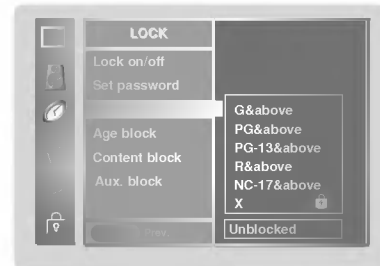 LOCK
Lock on/off
Set password
Age block
Content block
Aux. block
Prev.
G&above
PG&above
PG-13&above
R&above
NC-17&above
X
Unblocked